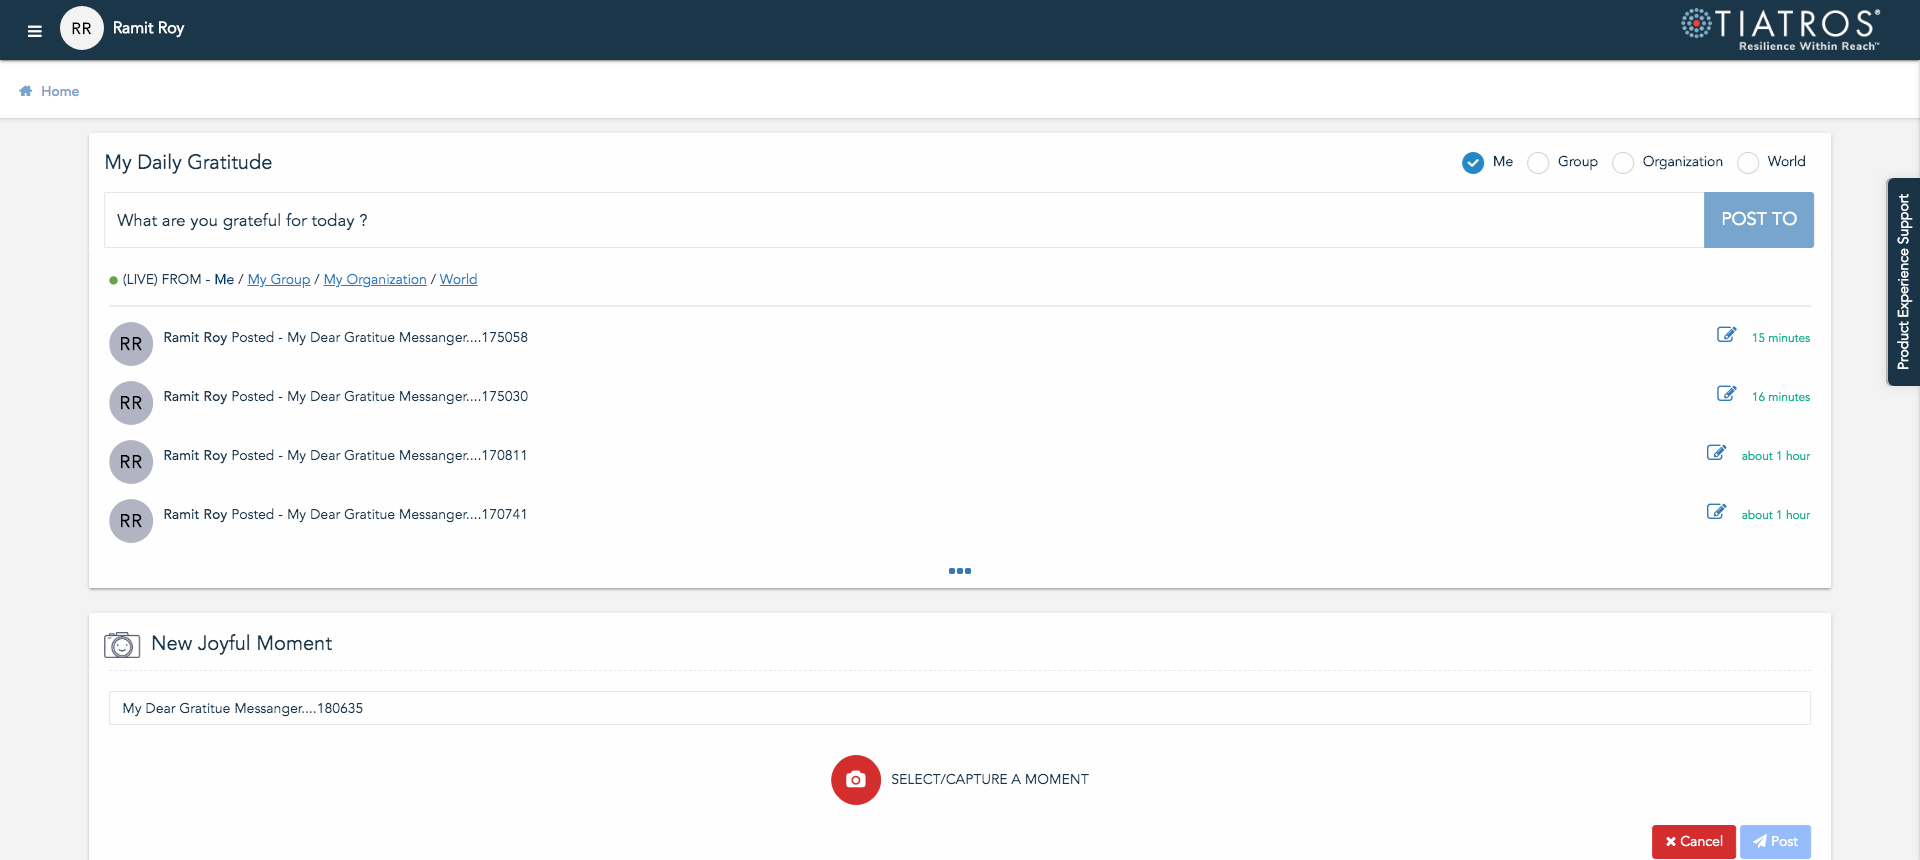 RR Ramit Roy
TIATROS®
Resilience Within Reach™
Home
My Daily Gratitude
Me Group Organization World
What are you grateful for today ?
POST TO
Product Experience Support
(LIVE) FROM - Me / My Group / My Organization / World
RR Ramit Roy Posted - My Dear Gratitue Messanger....175058 15 minutes
RR Ramit Roy Posted - My Dear Gratitue Messanger....175030 16 minutes
RR Ramit Roy Posted - My Dear Gratitue Messanger....170811 about 1 hour
RR Ramit Roy Posted - My Dear Gratitue Messanger....170741 about 1 hour
New Joyful Moment
My Dear Gratitue Messanger....180635
SELECT/CAPTURE A MOMENT
Cancel Post